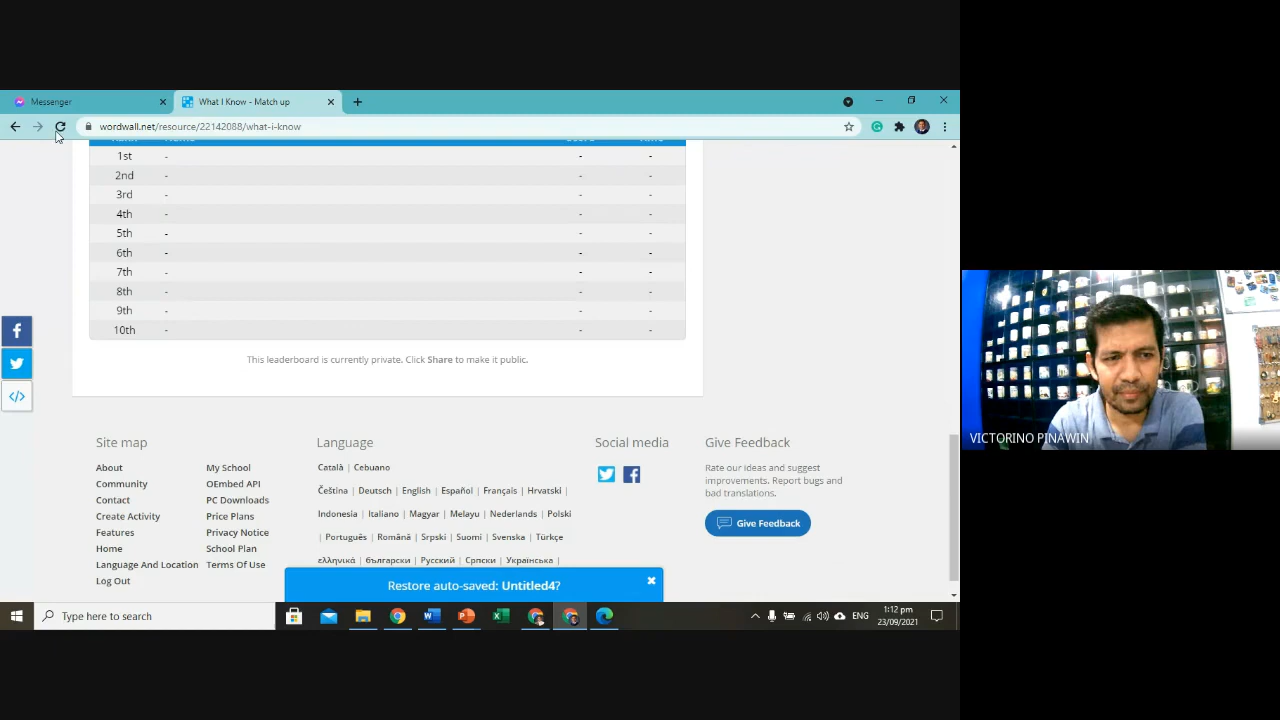 Messenger
What I Know - Match up
wordwall.net/resource/22142088/what-i-know
1st - - -
2nd - - -
3rd - - -
4th - - -
5th - - -
6th - - -
7th - - -
8th - - -
9th - - -
10th - - -
This leaderboard is currently private. Click Share to make it public.
Site map
About
Community
Contact
Create Activity
Features
Home
Language And Location
Log Out
My School
OEmbed API
PC Downloads
Price Plans
Privacy Notice
School Plan
Terms Of Use
Language
Català | Cebuano
Čeština | Deutsch | English | Español | Français | Hrvatski |
Indonesia | Italiano | Magyar | Melayu | Nederlands | Polski
| Português | Română | Srpski | Suomi | Svenska | Türkçe
ελληνικά | български | Русский | Српски | Українська |
Social media
Give Feedback
Rate our ideas and suggest
improvements. Report bugs and
bad translations.
Give Feedback
Restore auto-saved: Untitled4?
Type here to search
ENG
1:12 pm
23/09/2021
VICTORINO PINAWIN